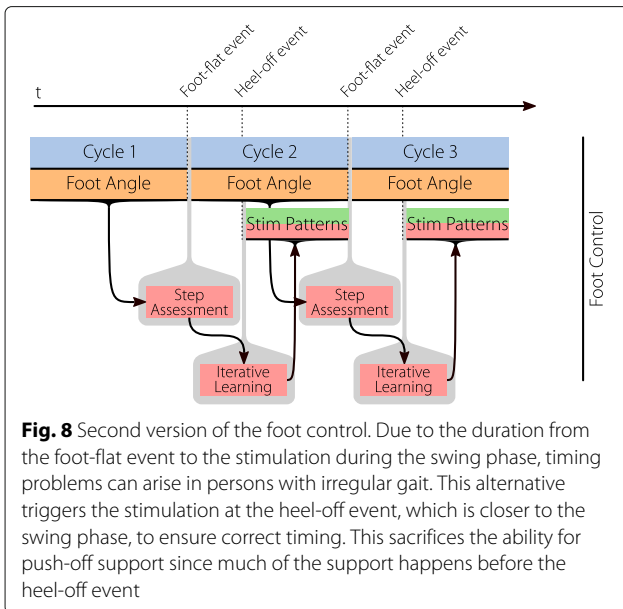 Foot-flat event
Heel-off event
Foot-flat event
Heel-off event
t
Cycle 1
Cycle 2
Cycle 3
Foot Angle
Foot Angle
Foot Angle
Stim Patterns
Stim Patterns
Step
Assessment
Step
Assessment
Iterative
Learning
Iterative
Learning
Foot Control
Fig. 8 Second version of the foot control. Due to the duration from
the foot-flat event to the stimulation during the swing phase, timing
problems can arise in persons with irregular gait. This alternative
triggers the stimulation at the heel-off event, which is closer to the
swing phase, to ensure correct timing. This sacrifices the ability for
push-off support since much of the support happens before the
heel-off event